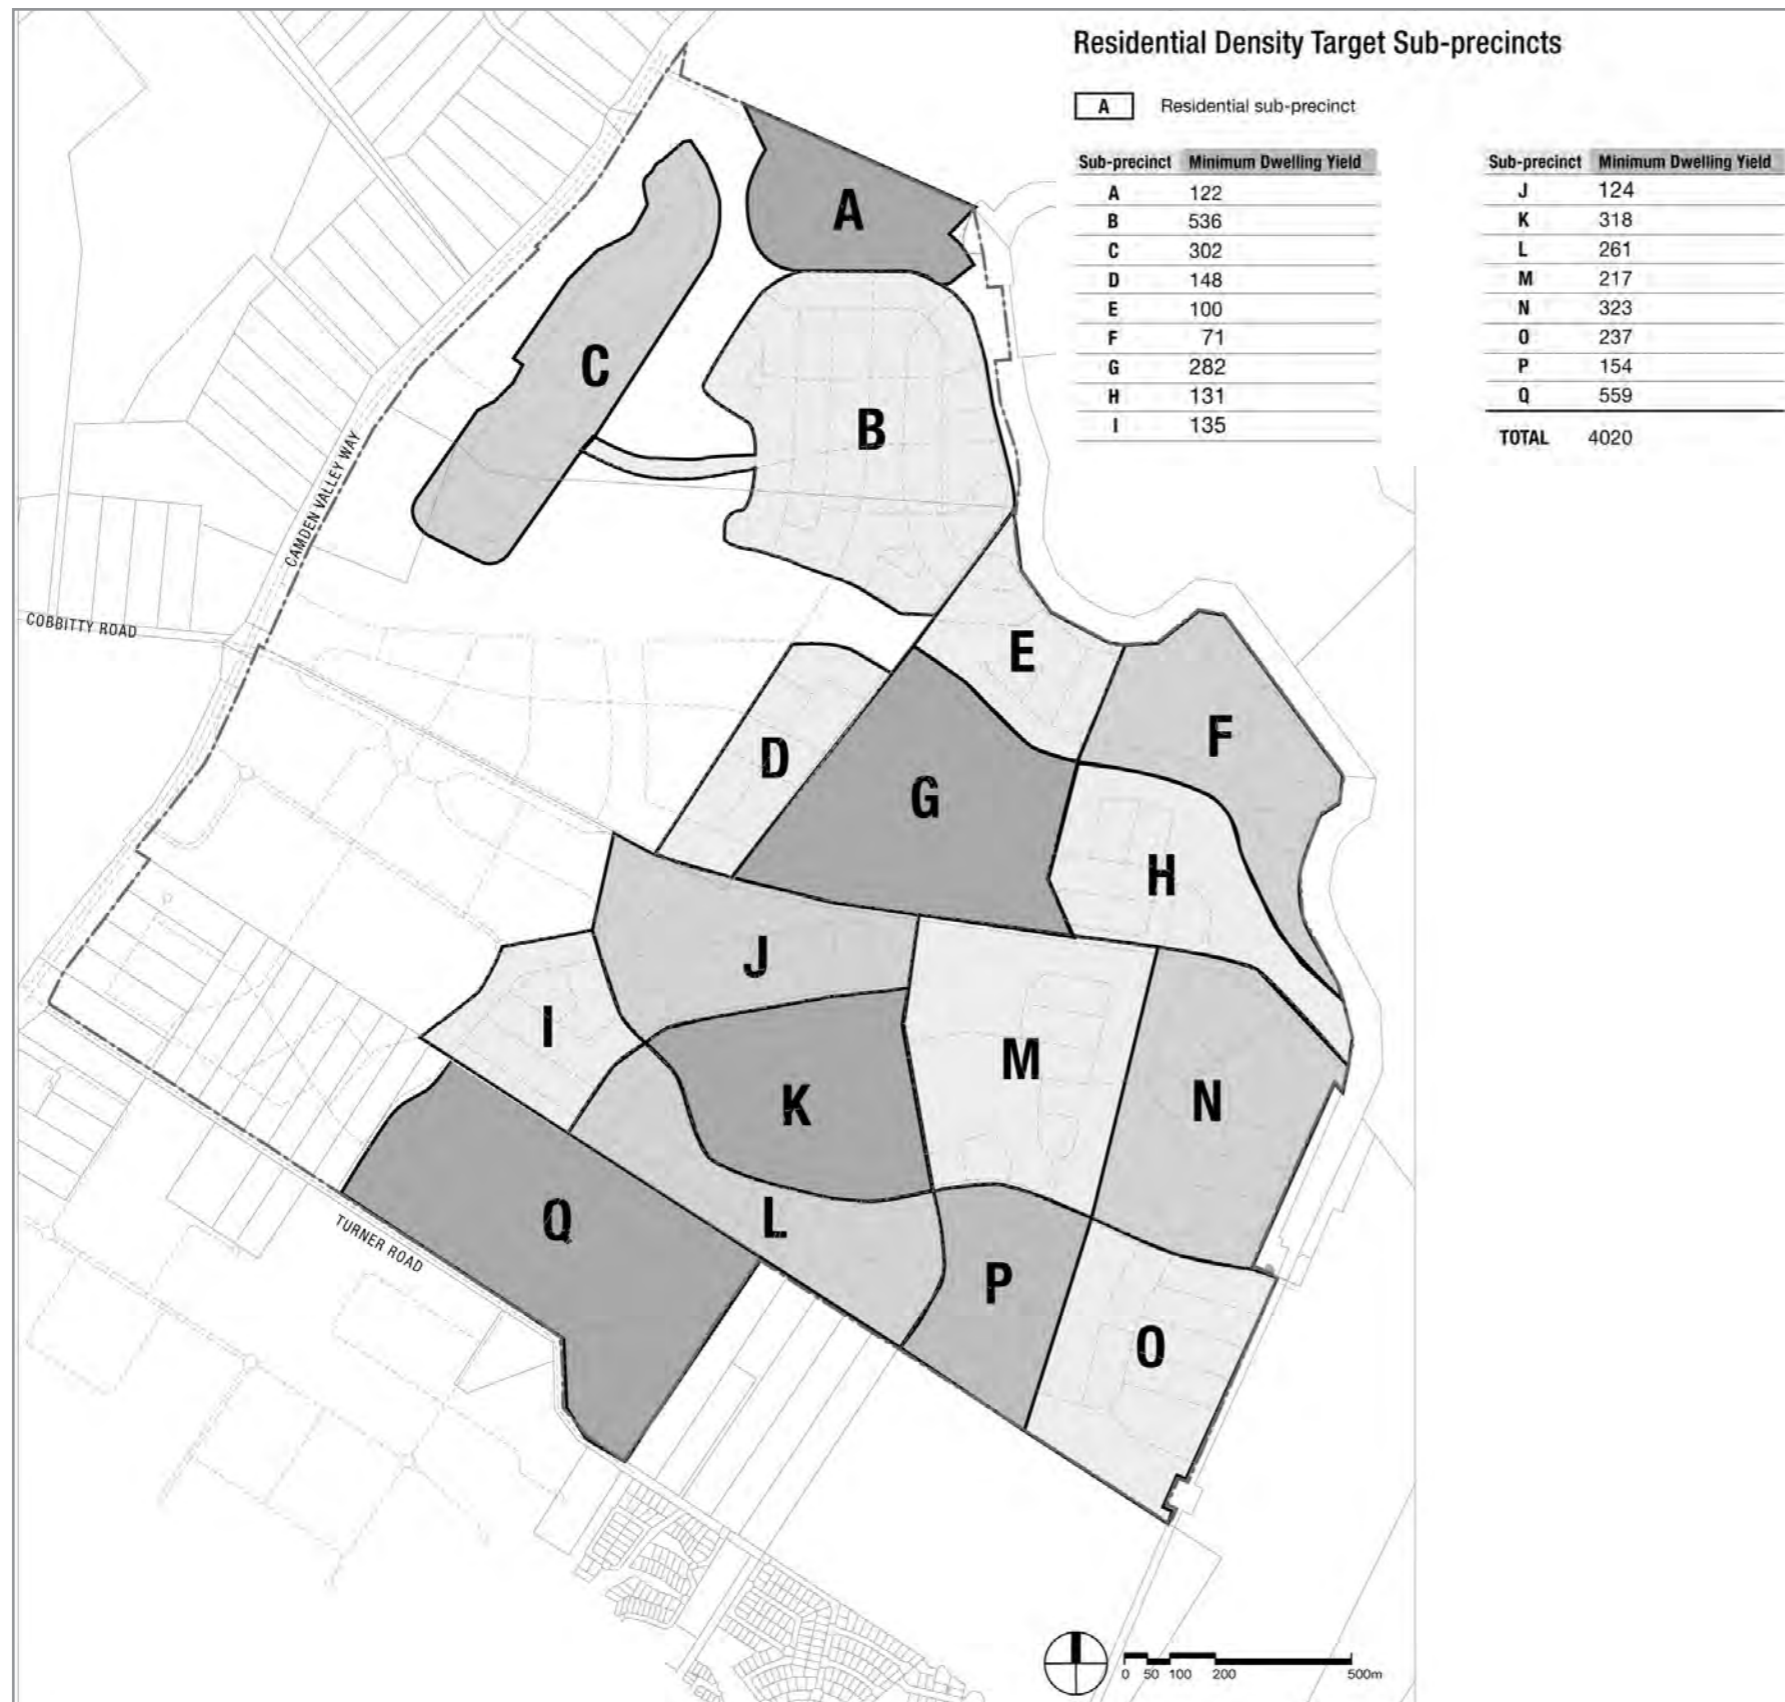 Residential Density Target Sub-precincts
A Residential sub-precinct
Sub-precinct Minimum Dwelling Yield
A 122
B 536
C 302
D 148
E 100
F 71
G 282
H 131
I 135
Sub-precinct Minimum Dwelling Yield
J 124
K 318
L 261
M 217
N 323
O 237
P 154
Q 559
TOTAL 4020
A
C
B
CAMDEN VALLEY WAY
COBBITTY ROAD
E
F
D
G
H
J
I
M
K
N
Q
L
TURNER ROAD
P
O
0 50 100 200 500m